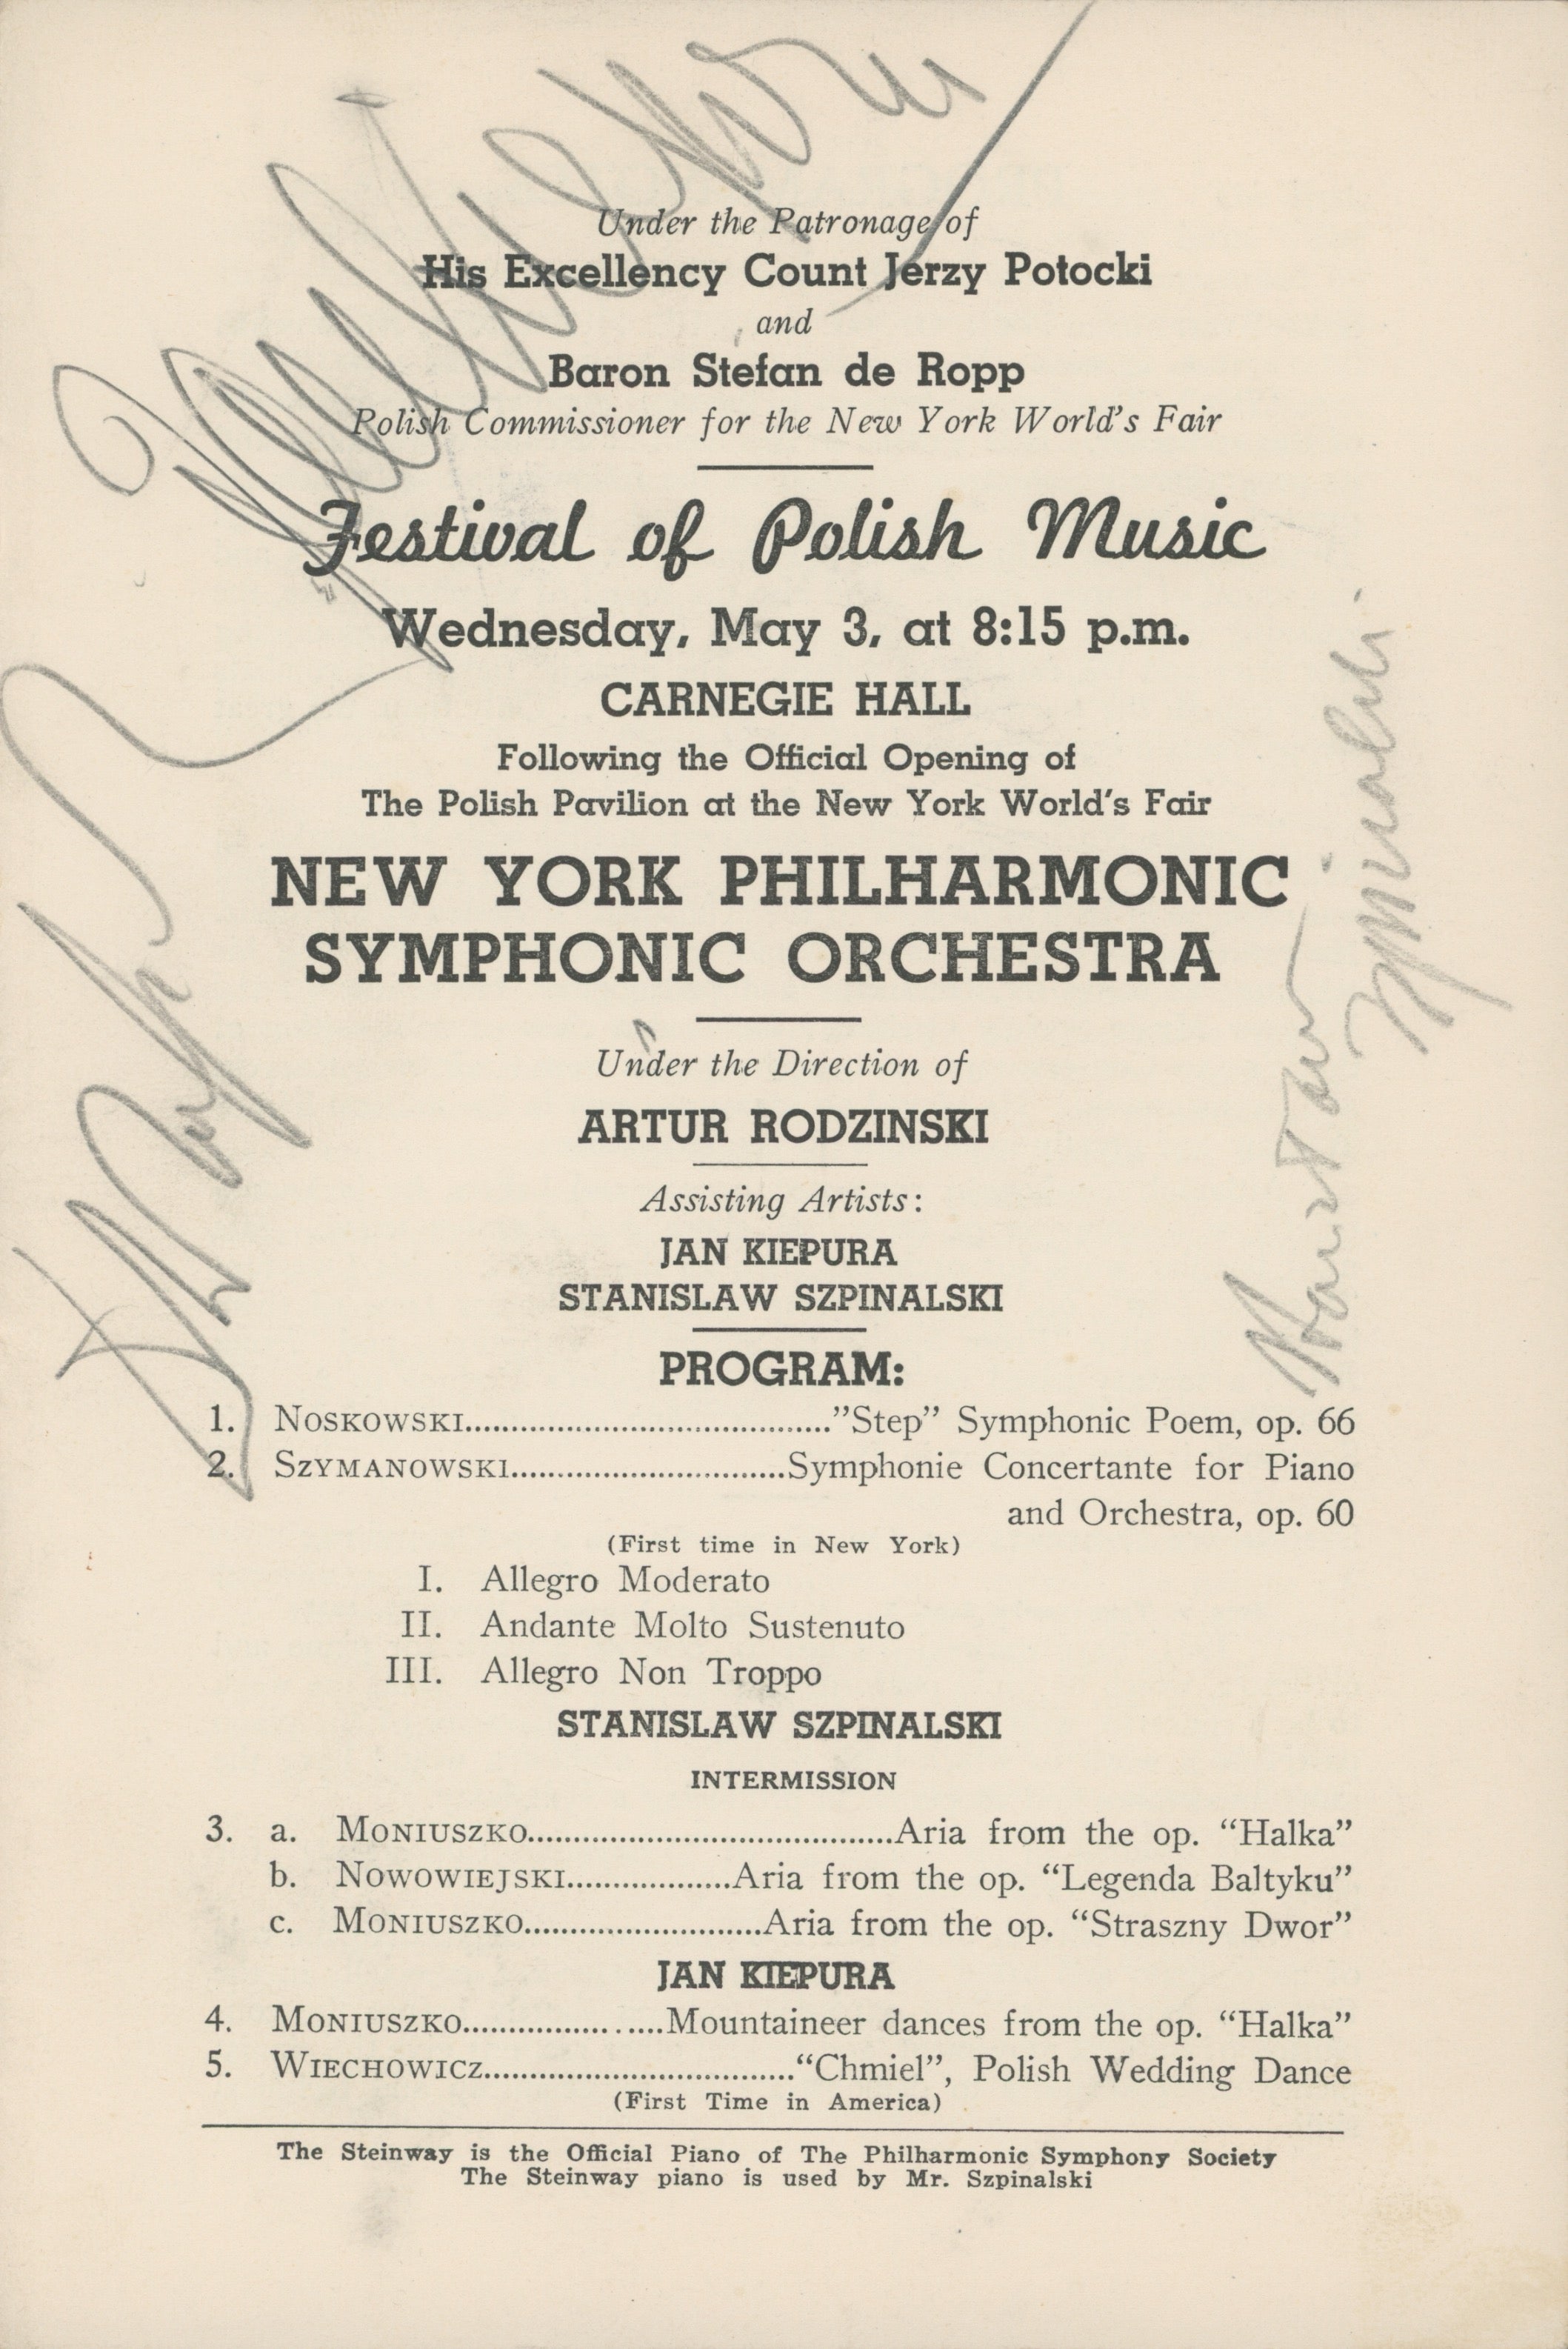 Under the Patronage of
His Excellency Count Jerzy Potocki
and
Baron Stefan de Ropp
Polish Commissioner for the New York World's Fair
Festival of Polish Music
Wednesday, May 3, at 8:15 p.m.
CARNEGIE HALL
Following the Official Opening of
The Polish Pavilion at the New York World's Fair
NEW YORK PHILHARMONIC
SYMPHONIC ORCHESTRA
Under the Direction of
ARTUR RODZINSKI
Assisting Artists:
JAN KIEPURA
STANISLAW SZPINALSKI
PROGRAM:
1. NOSKOWSKI........................................"Step" Symphonic Poem, op. 66
2. SZYMANOWSKI..............................Symphonie Concertante for Piano
and Orchestra, op. 60
(First time in New York)
I. Allegro Moderato
II. Andante Molto Sustenuto
III. Allegro Non Troppo
STANISLAW SZPINALSKI
INTERMISSION
3. a. MONIUSZKO........................................Aria from the op. "Halka"
b. NOWOWIEJSKI..................Aria from the op. "Legenda Baltyku"
c. MONIUSZKO..........................Aria from the op. "Straszny Dwor"
JAN KIEPURA
4. MONIUSZKO......................Mountaineer dances from the op. "Halka"
5. WIECHOWICZ.................................."Chmiel", Polish Wedding Dance
(First Time in America)
The Steinway is the Official Piano of The Philharmonic Symphony Society
The Steinway piano is used by Mr. Szpinalski
Stanisław
Szpinalski